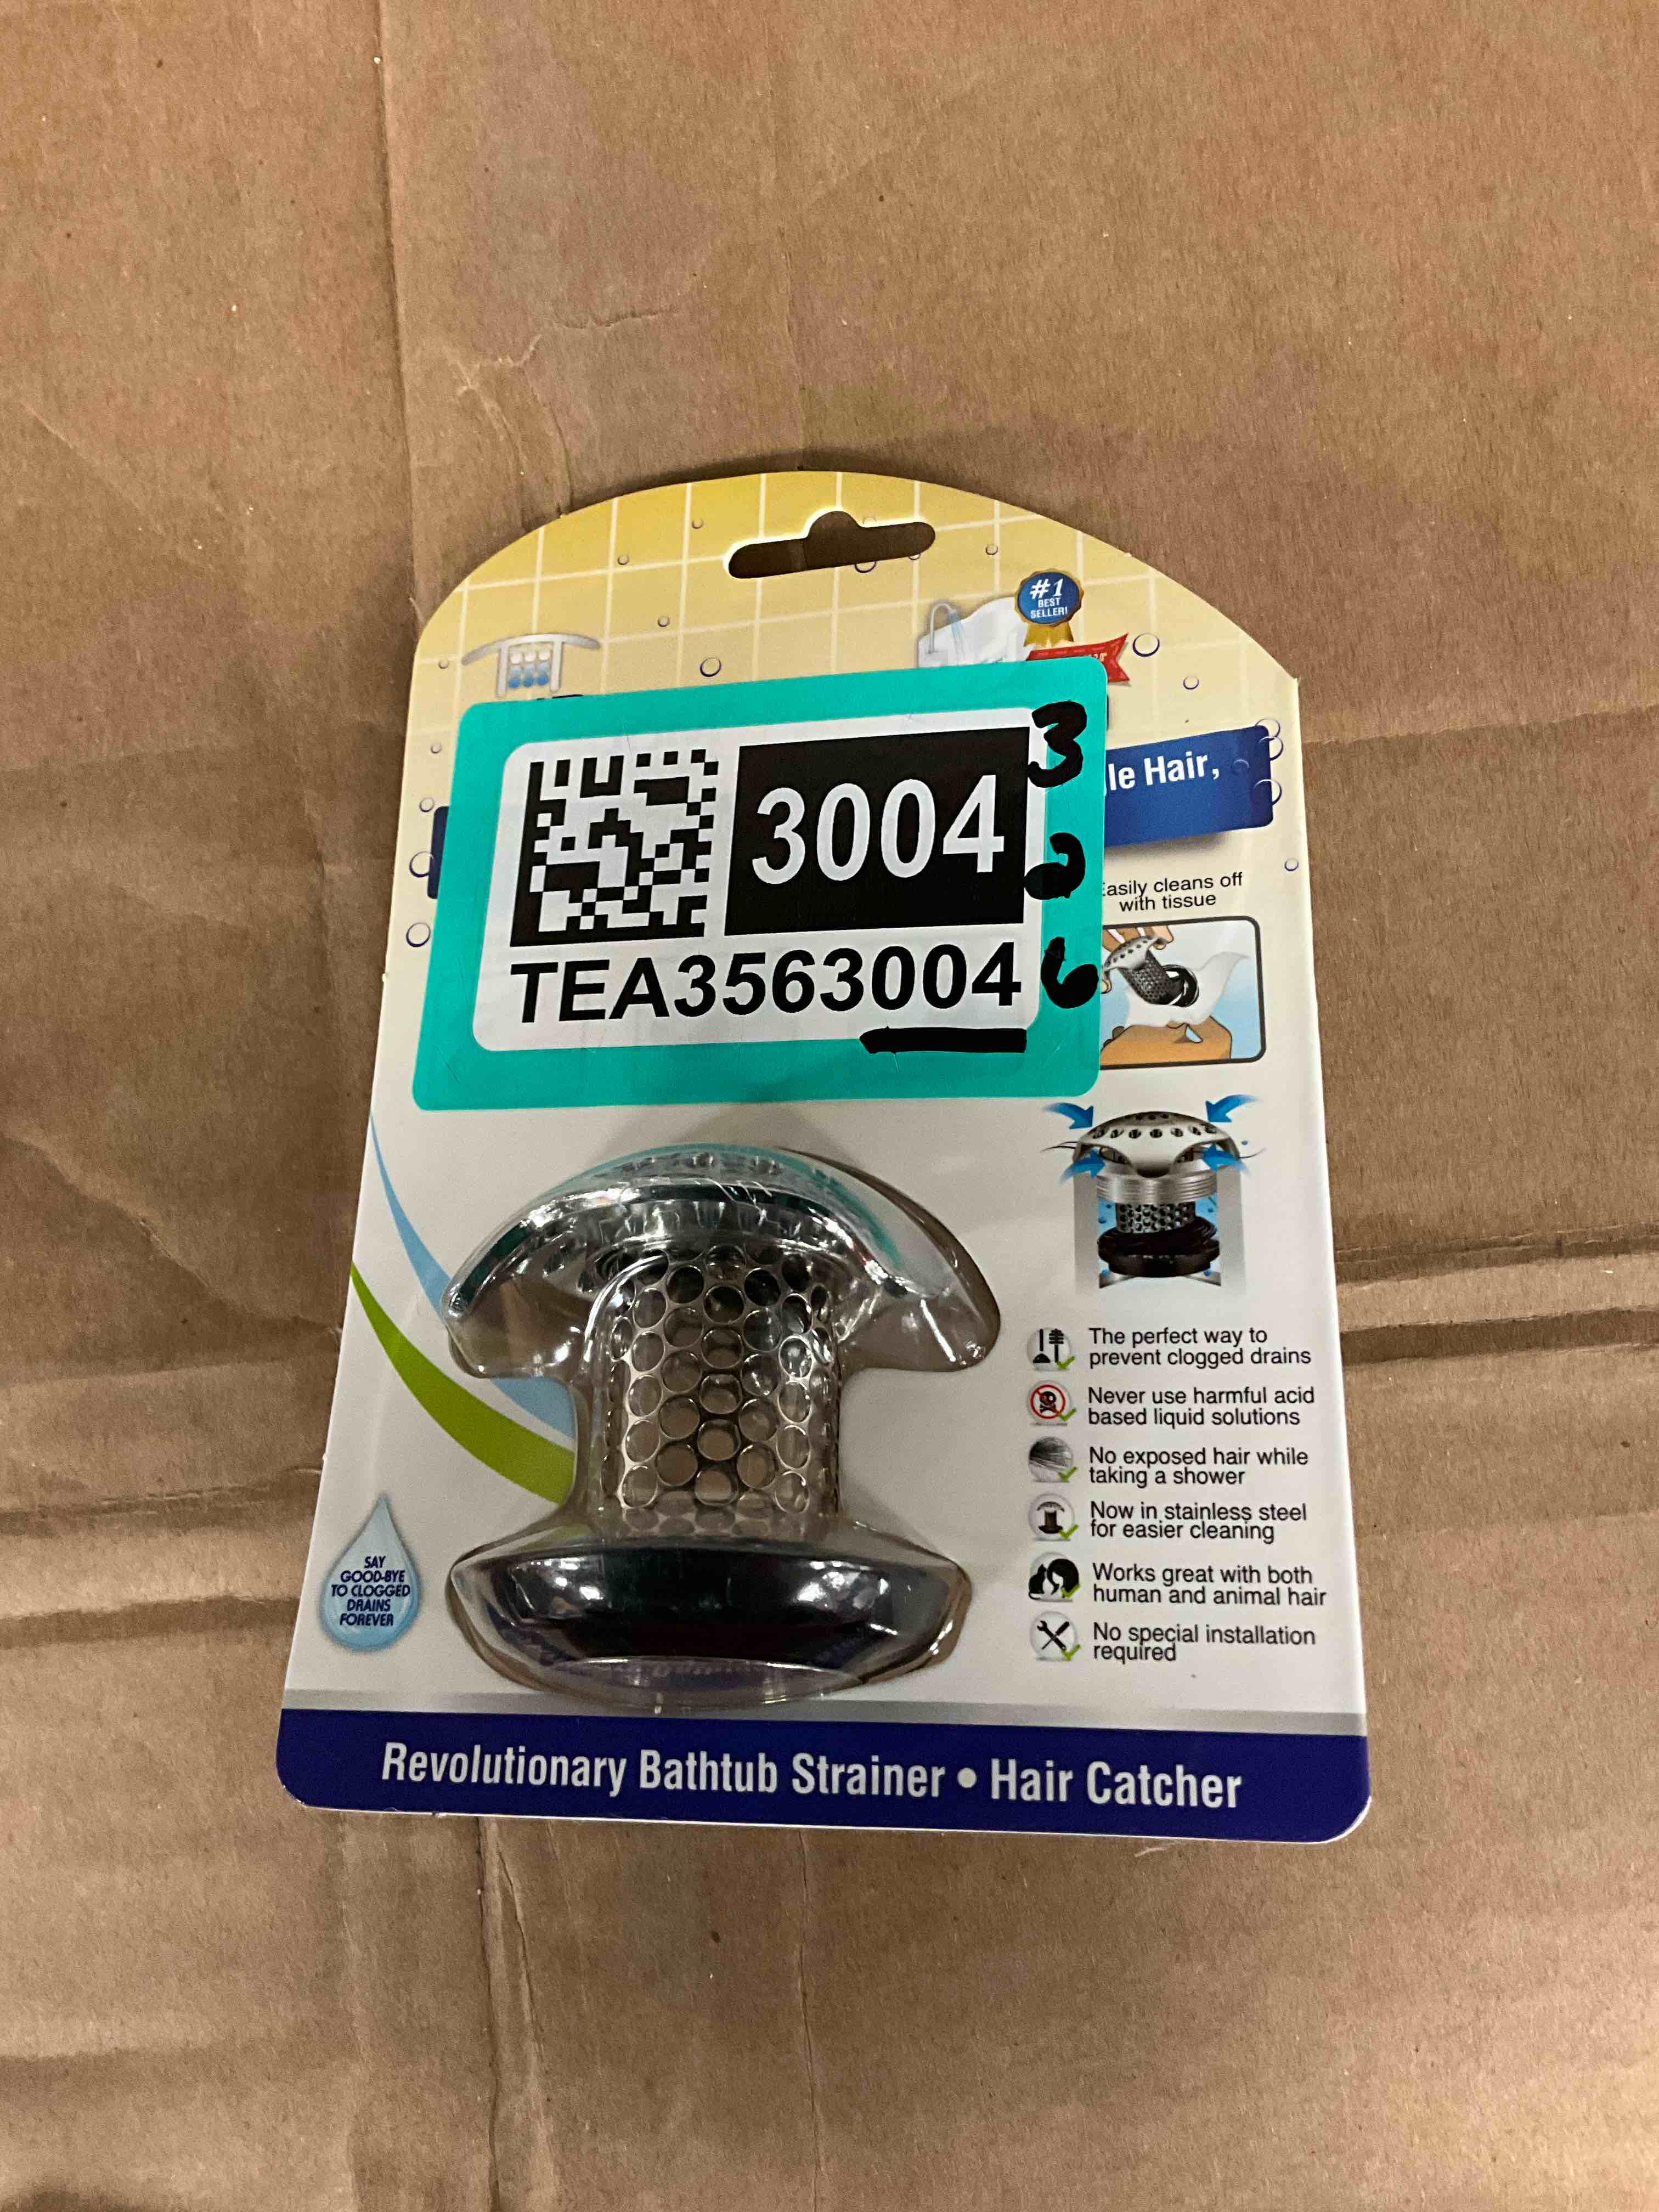 #1
BEST
SELLER!
le Hair,
3004
TEA3563004
3
2
6
Easily cleans off
with tissue
The perfect way to
prevent clogged drains
Never use harmful acid
based liquid solutions
No exposed hair while
taking a shower
Now in stainless steel
for easier cleaning
Works great with both
human and animal hair
No special installation
required
SAY
GOOD-BYE
TO CLOGGED
DRAINS
FOREVER
Revolutionary Bathtub Strainer • Hair Catcher